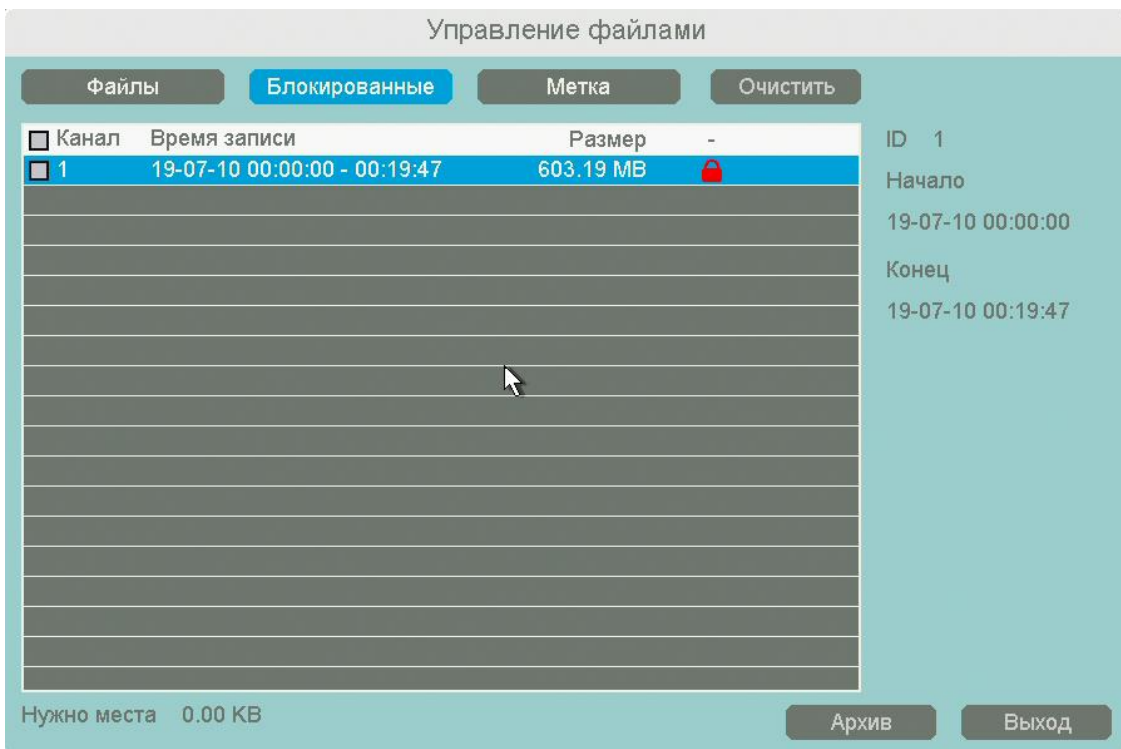 Управление файлами
Файлы Блокированные Метка Очистить
Канал Время записи Размер -
1 19-07-10 00:00:00 - 00:19:47 603.19 MB
ID 1
Начало
19-07-10 00:00:00
Конец
19-07-10 00:19:47
Нужно места 0.00 KB
Архив Выход